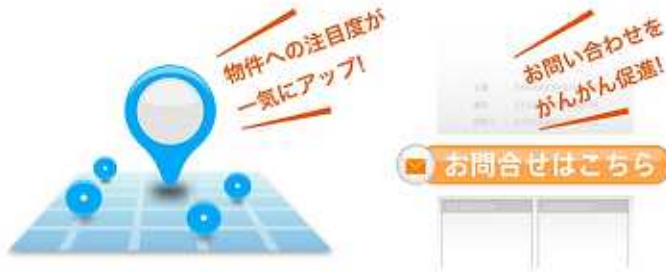 物件への注目度が
一気にアップ!
お問い合わせを
がんがん促進!
お問合せはこちら